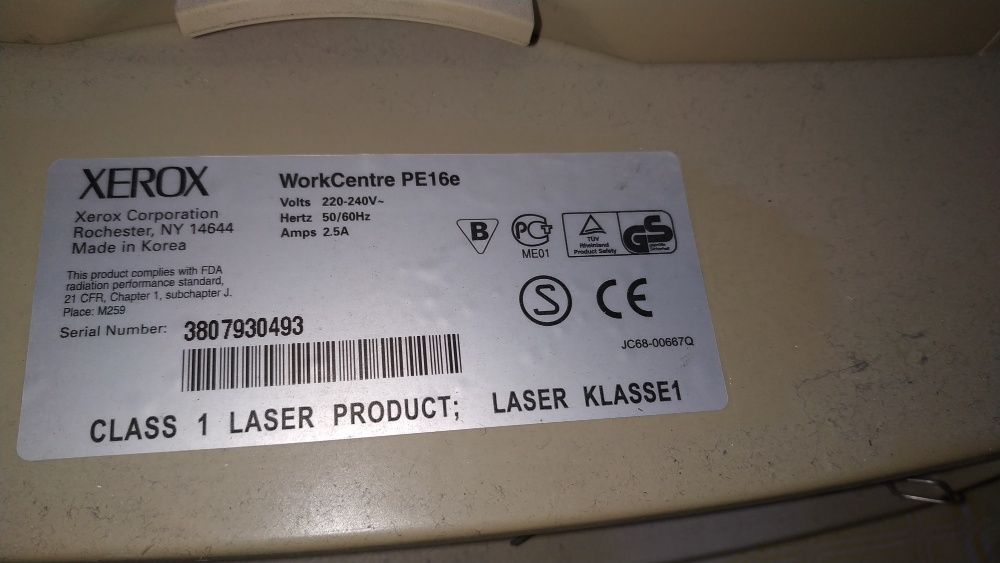 XEROX
Xerox Corporation
Rochester, NY 14644
Made in Korea
This product complies with FDA
radiation performance standard,
21 CFR, Chapter 1, subchapter J.
Place: M259
Serial Number: 3807930493
WorkCentre PE16e
Volts 220-240V~
Hertz 50/60Hz
Amps 2.5A
B
PCT
ME01
TÜV
Rheinland
Product Safety
GS
S
CE
JC68-00667Q
CLASS 1 LASER PRODUCT; LASER KLASSE1